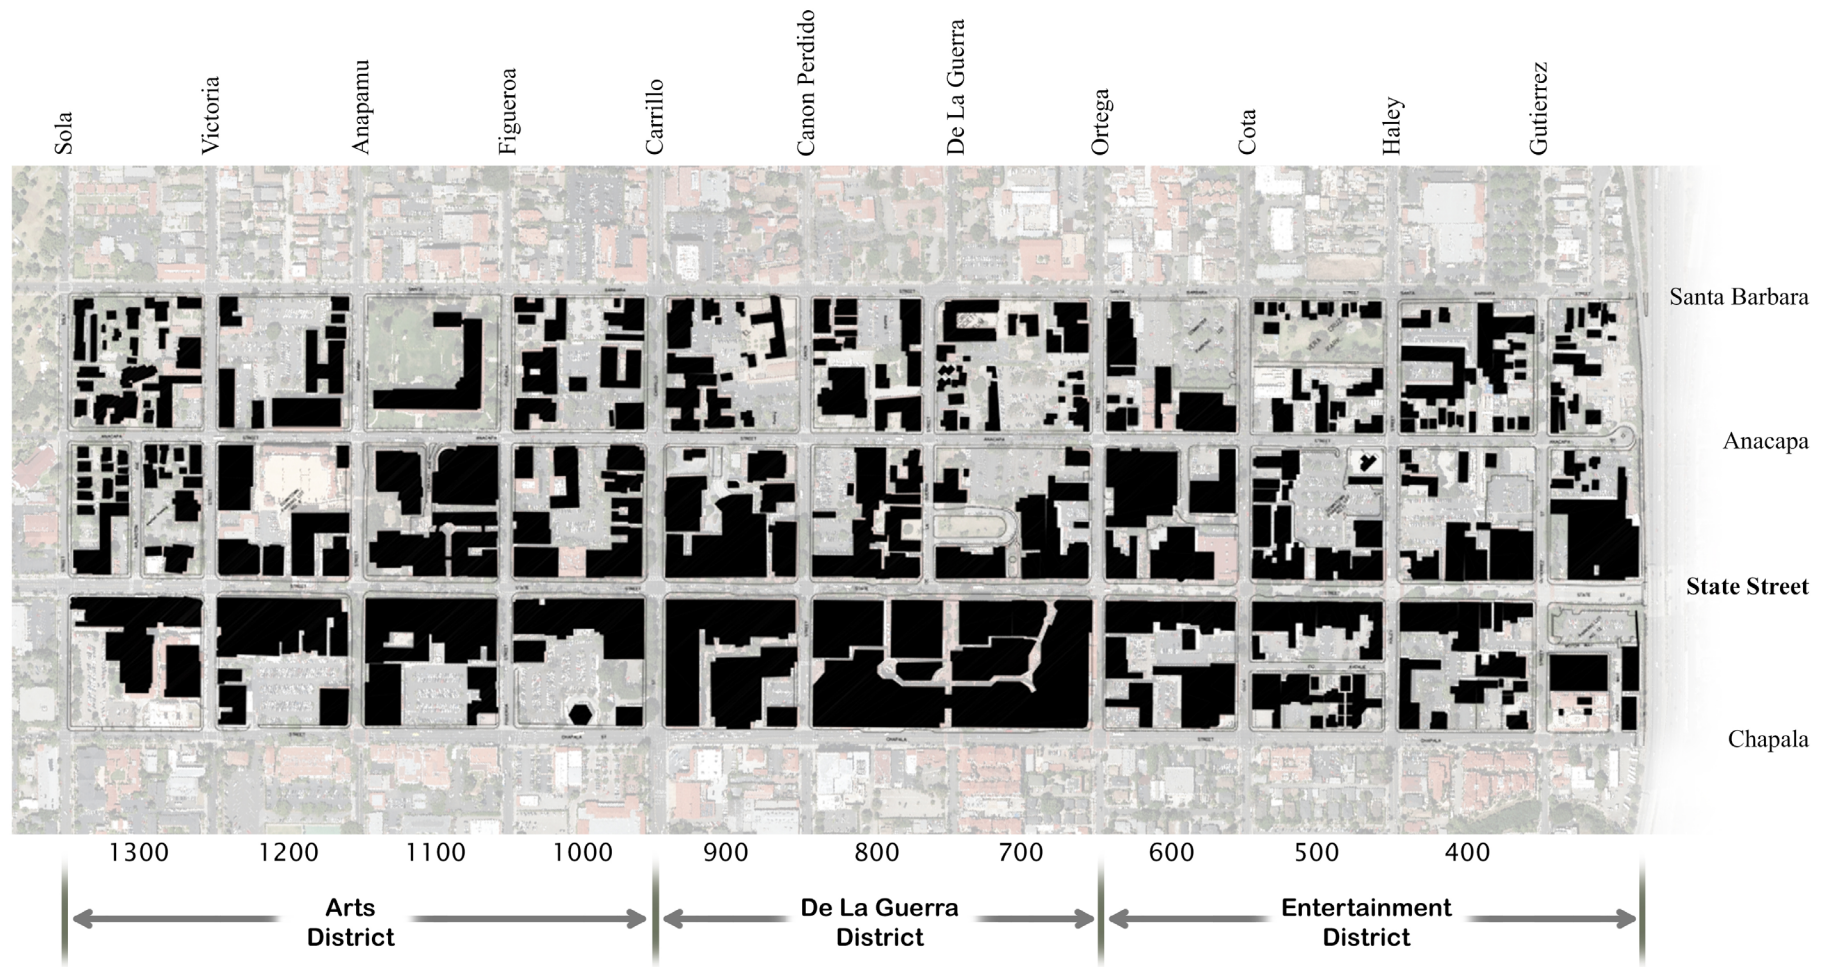 Sola
Victoria
Anapamu
Figueroa
Carrillo
Canon Perdido
De La Guerra
Ortega
Cota
Haley
Gutierrez
Santa Barbara
Anacapa
State Street
Chapala
1300
1200
1100
1000
900
800
700
600
500
400
Arts
District
De La Guerra
District
Entertainment
District